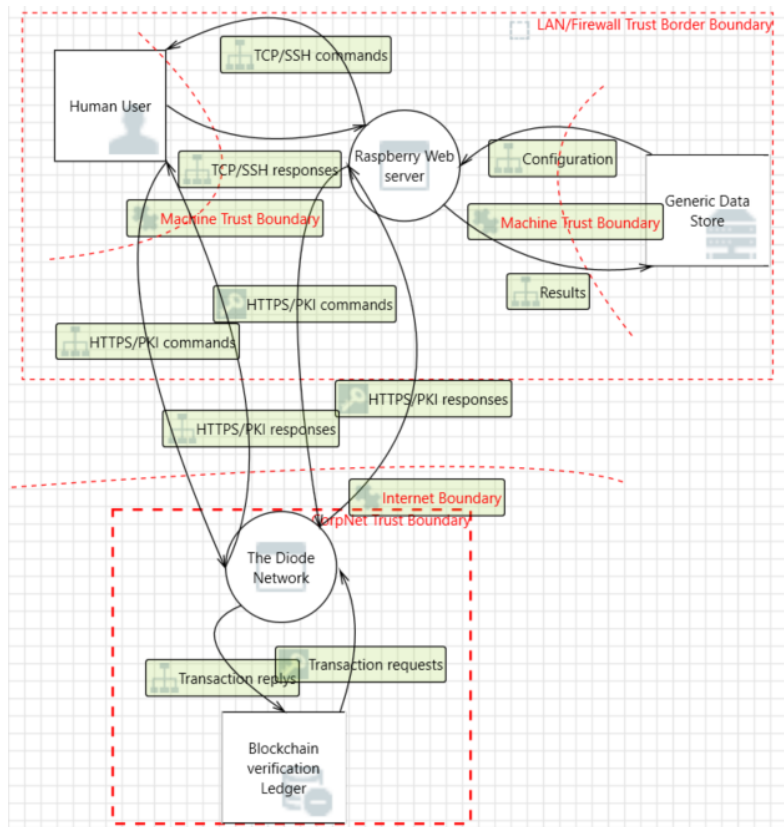 LAN/Firewall Trust Border Boundary
TCP/SSH commands
Human User
Raspberry Web
server
Configuration
TCP/SSH responses
Generic Data
Store
Machine Trust Boundary
Machine Trust Boundary
Results
HTTPS/PKI commands
HTTPS/PKI commands
HTTPS/PKI responses
HTTPS/PKI responses
Internet Boundary
Trust Boundary
The Diode
Network
Transaction requests
Transaction replys
Blockchain
verification
Ledger